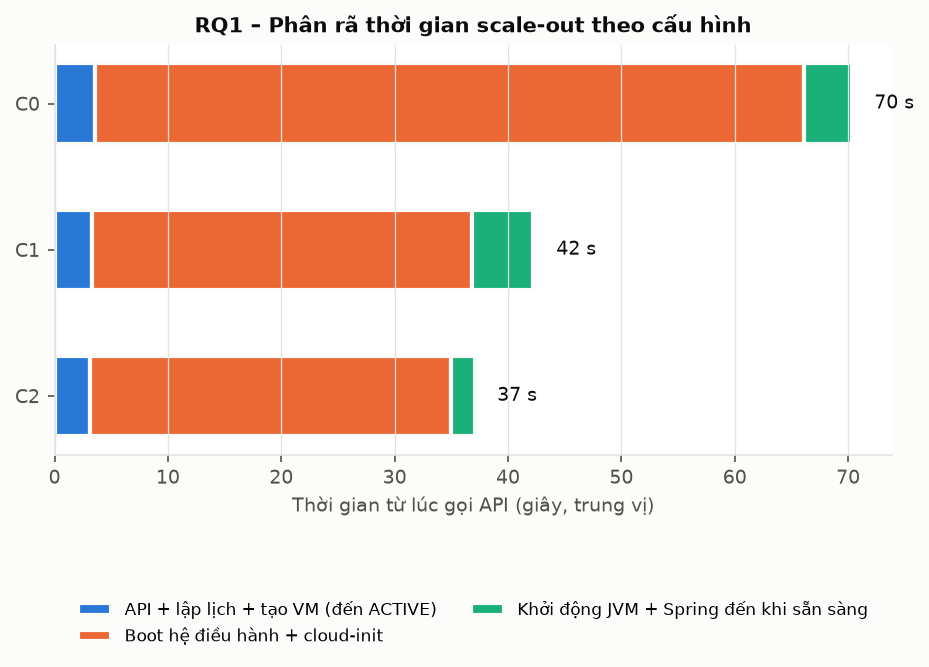 RQ1 – Phân rã thời gian scale-out theo cấu hình
C0
70 s
C1
42 s
C2
37 s
0 10 20 30 40 50 60 70
Thời gian từ lúc gọi API (giây, trung vị)
API + lập lịch + tạo VM (đến ACTIVE)
Khởi động JVM + Spring đến khi sẵn sàng
Boot hệ điều hành + cloud-init